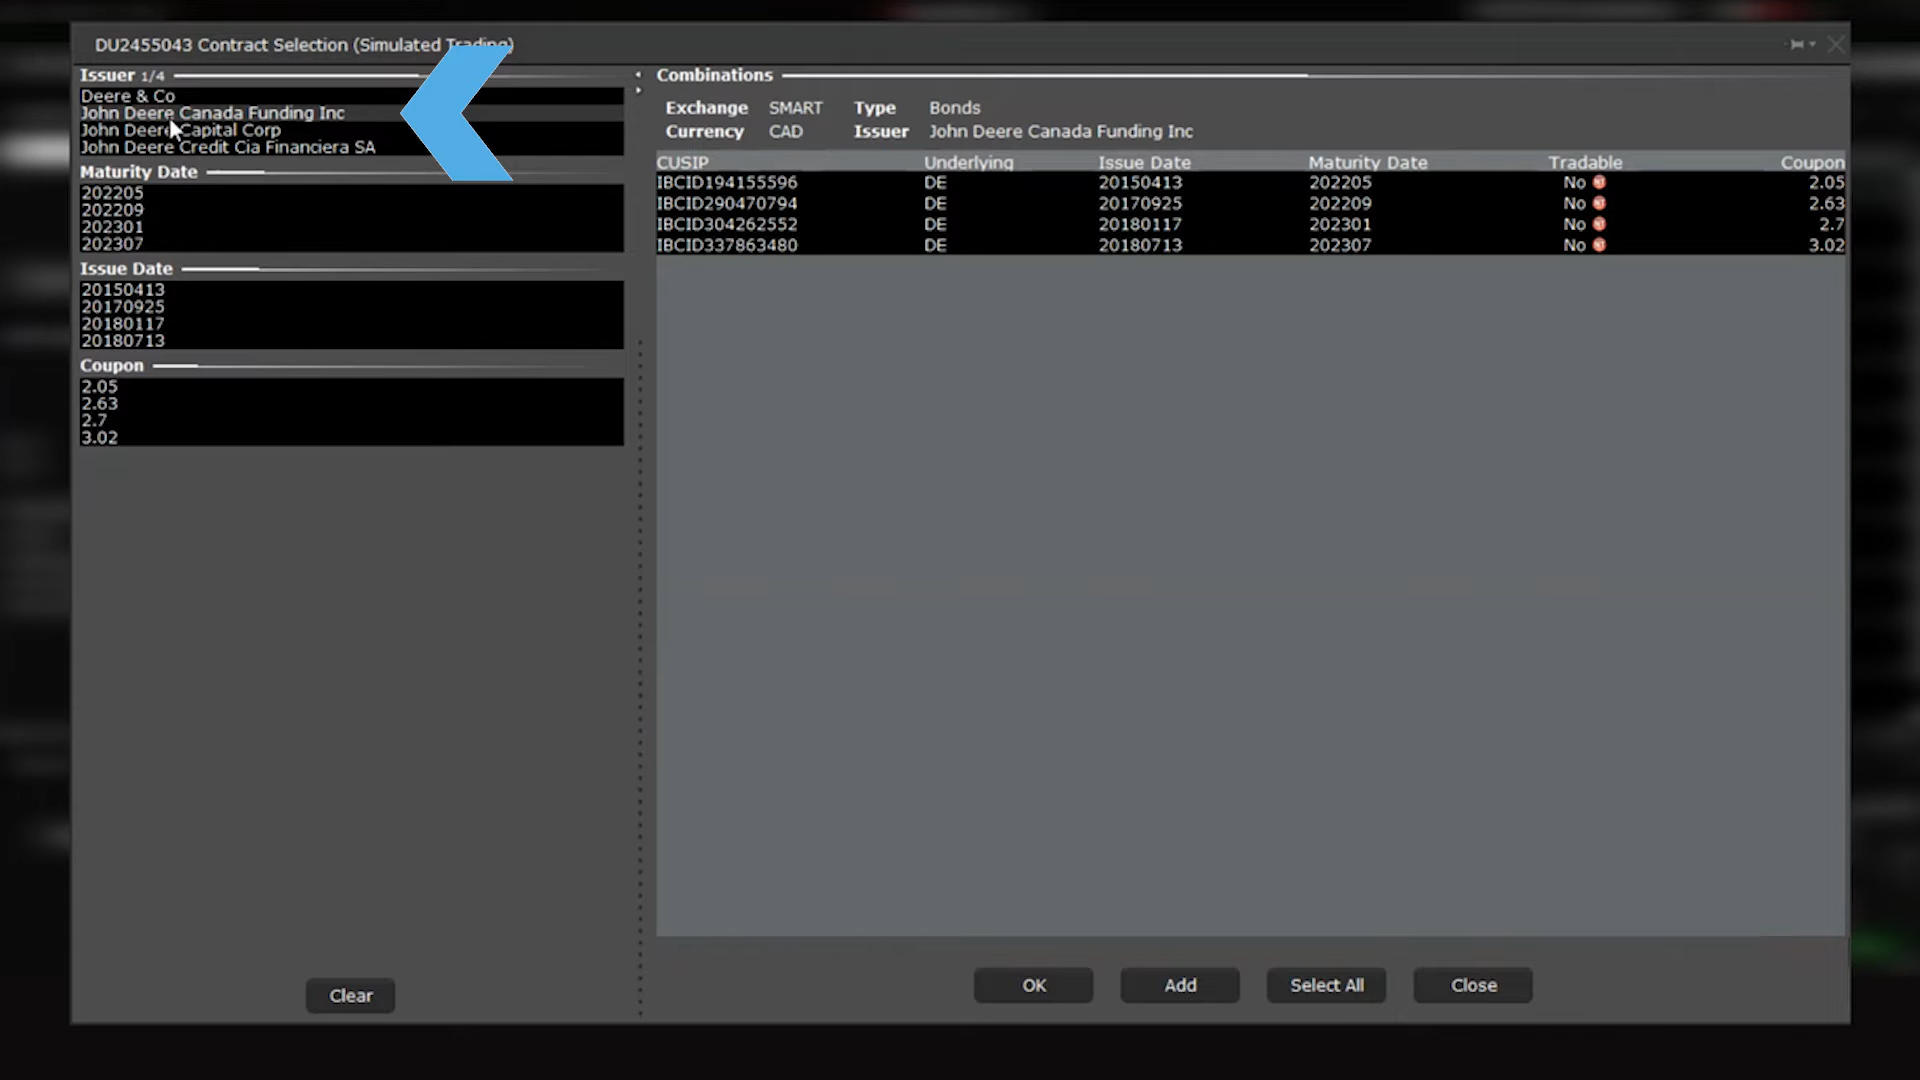 DU2455043 Contract Selection (Simulated Trading)
Issuer 1/4
Deere & Co
John Deere Canada Funding Inc
John Deere Capital Corp
John Deere Credit Cia Financiera SA
Maturity Date
202205
202209
202301
202307
Issue Date
20150413
20170925
20180117
20180713
Coupon
2.05
2.63
2.7
3.02
Clear
Combinations
Exchange SMART Type Bonds
Currency CAD Issuer John Deere Canada Funding Inc
CUSIP Underlying Issue Date Maturity Date Tradable Coupon
IBCID194155596 DE 20150413 202205 No 2.05
IBCID290470794 DE 20170925 202209 No 2.63
IBCID304262552 DE 20180117 202301 No 2.7
IBCID337863480 DE 20180713 202307 No 3.02
OK Add Select All Close